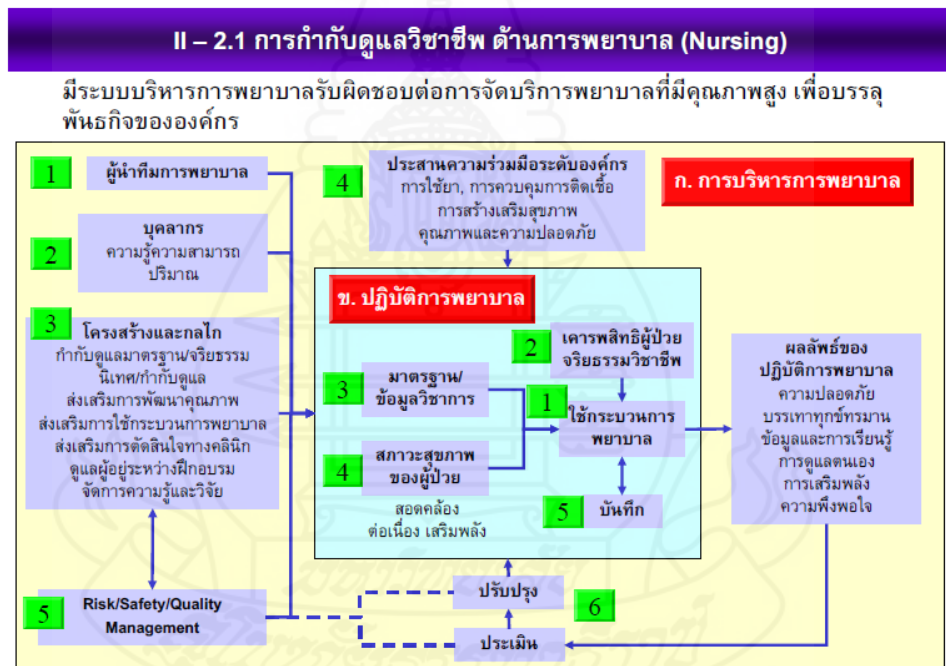 II – 2.1 การกำกับดูแลวิชาชีพ ด้านการพยาบาล (Nursing)
มีระบบบริหารการพยาบาลรับผิดชอบต่อการจัดบริการพยาบาลที่มีคุณภาพสูง เพื่อบรรลุ
พันธกิจขององค์กร
1
ผู้นำทีมการพยาบาล
2
บุคลากร
ความรู้ความสามารถ
ปริมาณ
3
โครงสร้างและกลไก
กำกับดูแลมาตรฐาน/จริยธรรม
นิเทศ/กำกับดูแล
ส่งเสริมการพัฒนาคุณภาพ
ส่งเสริมการใช้กระบวนการพยาบาล
ส่งเสริมการตัดสินใจทางคลินิก
ดูแลผู้อยู่ระหว่างฝึกอบรม
จัดการความรู้และวิจัย
5
Risk/Safety/Quality
Management
4
ประสานความร่วมมือระดับองค์กร
การใช้ยา, การควบคุมการติดเชื้อ
การสร้างเสริมสุขภาพ
คุณภาพและความปลอดภัย
ก. การบริหารการพยาบาล
ข. ปฏิบัติการพยาบาล
2
เคารพสิทธิผู้ป่วย
จริยธรรมวิชาชีพ
3
มาตรฐาน/
ข้อมูลวิชาการ
1
ใช้กระบวนการ
พยาบาล
4
สภาวะสุขภาพ
ของผู้ป่วย
สอดคล้อง
ต่อเนื่อง เสริมพลัง
5
บันทึก
ผลลัพธ์ของ
ปฏิบัติการพยาบาล
ความปลอดภัย
บรรเทาทุกข์ทรมาน
ข้อมูลและการเรียนรู้
การดูแลตนเอง
การเสริมพลัง
ความพึงพอใจ
ปรับปรุง
6
ประเมิน